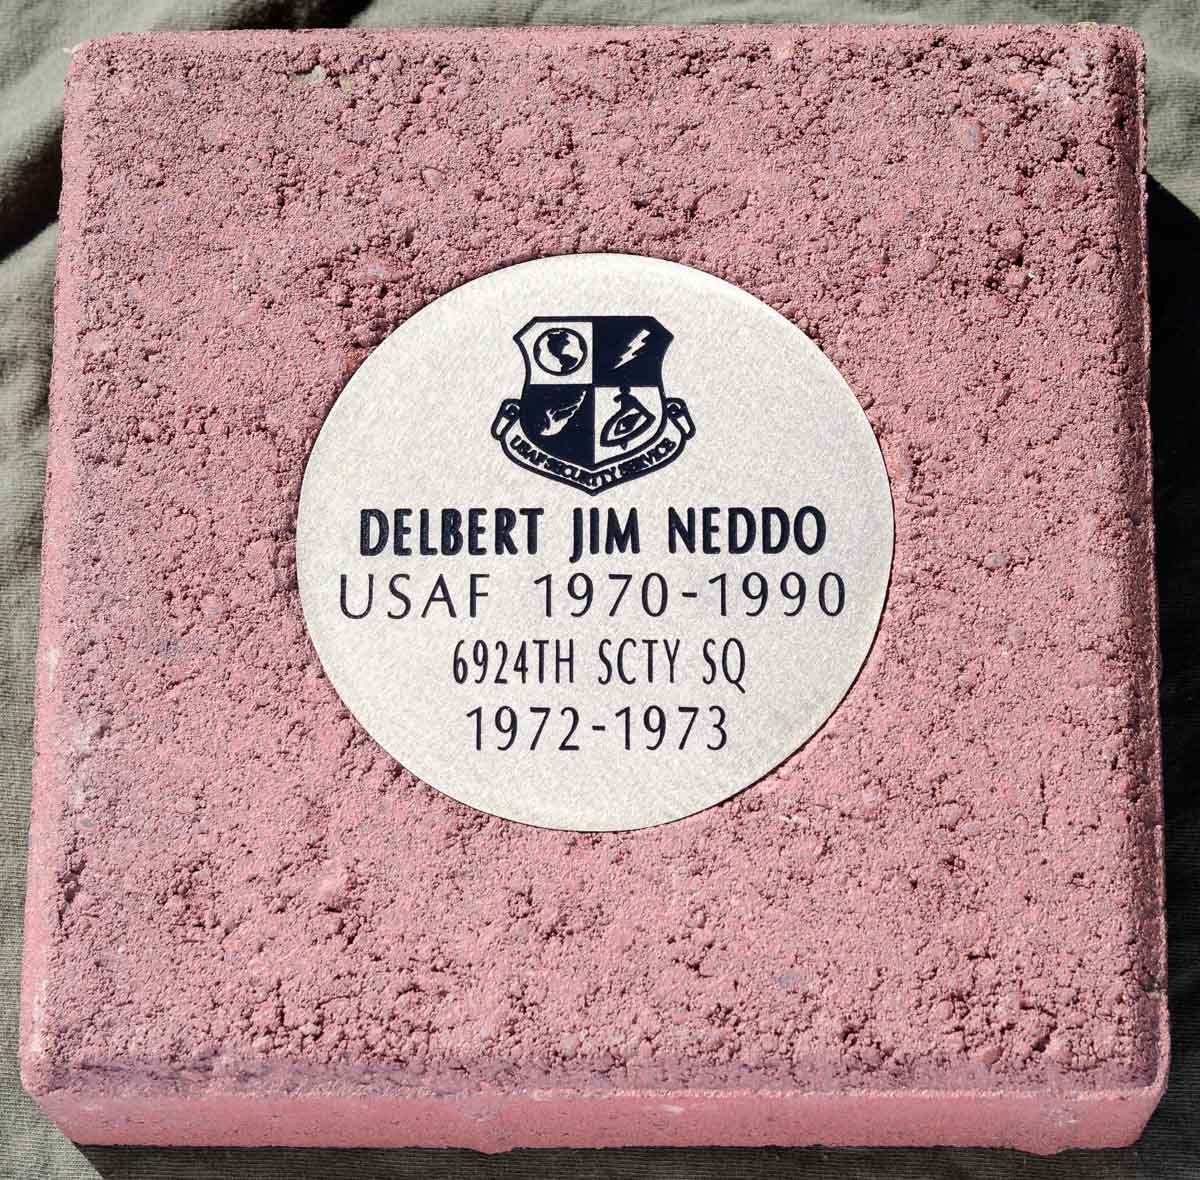 USAF SECURITY SERVICE
DELBERT JIM NEDDO
USAF 1970-1990
6924TH SCTY SQ
1972-1973